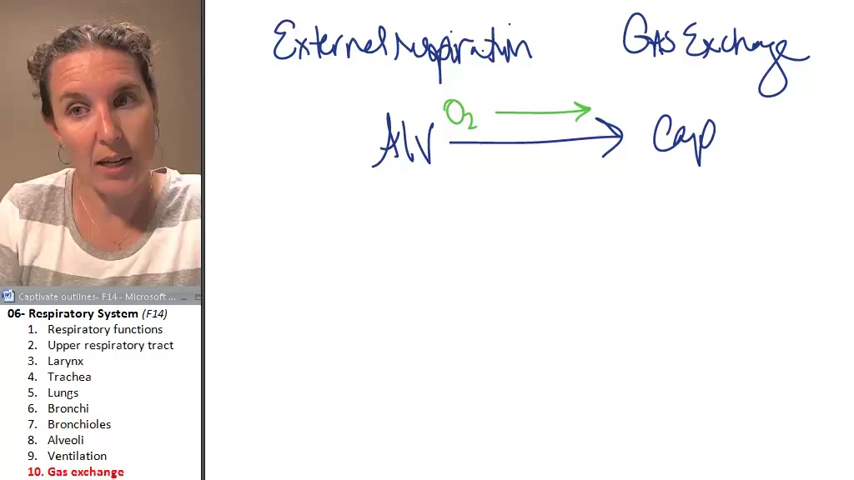 External respiration Gas Exchange
O2
Alv Cap
Captivate outlines- F14 - Microsoft ...
06- Respiratory System (F14)
1. Respiratory functions
2. Upper respiratory tract
3. Larynx
4. Trachea
5. Lungs
6. Bronchi
7. Bronchioles
8. Alveoli
9. Ventilation
10. Gas exchange